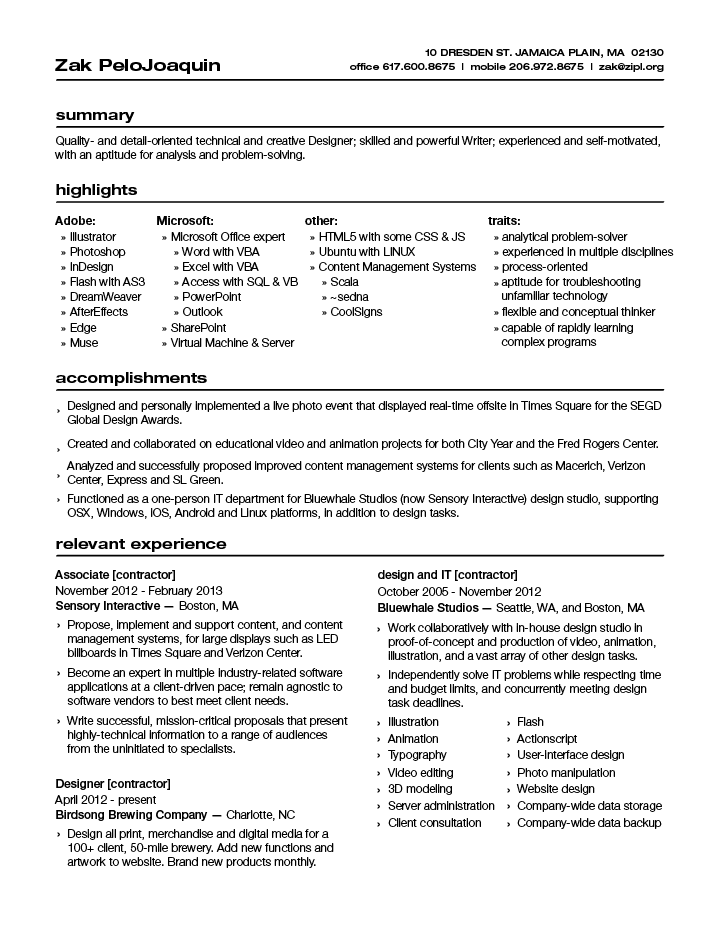 Zak PeloJoaquin
10 DRESDEN ST. JAMAICA PLAIN, MA 02130
office 617.600.8675 | mobile 206.972.8675 | zak@zipl.org
summary
Quality- and detail-oriented technical and creative Designer; skilled and powerful Writer; experienced and self-motivated,
with an aptitude for analysis and problem-solving.
highlights
Adobe:
» Illustrator
» Photoshop
» InDesign
» Flash with AS3
» DreamWeaver
» AfterEffects
» Edge
» Muse
Microsoft:
» Microsoft Office expert
» Word with VBA
» Excel with VBA
» Access with SQL & VB
» PowerPoint
» Outlook
» SharePoint
» Virtual Machine & Server
other:
» HTML5 with some CSS & JS
» Ubuntu with LINUX
» Content Management Systems
» Scala
» ~sedna
» CoolSigns
traits:
» analytical problem-solver
» experienced in multiple disciplines
» process-oriented
» aptitude for troubleshooting
unfamiliar technology
» flexible and conceptual thinker
» capable of rapidly learning
complex programs
accomplishments
› Designed and personally implemented a live photo event that displayed real-time offsite in Times Square for the SEGD
Global Design Awards.
› Created and collaborated on educational video and animation projects for both City Year and the Fred Rogers Center.
› Analyzed and successfully proposed improved content management systems for clients such as Macerich, Verizon
Center, Express and SL Green.
› Functioned as a one-person IT department for Bluewhale Studios (now Sensory Interactive) design studio, supporting
OSX, Windows, iOS, Android and Linux platforms, in addition to design tasks.
relevant experience
Associate [contractor]
November 2012 - February 2013
Sensory Interactive — Boston, MA
› Propose, implement and support content, and content
management systems, for large displays such as LED
billboards in Times Square and Verizon Center.
› Become an expert in multiple industry-related software
applications at a client-driven pace; remain agnostic to
software vendors to best meet client needs.
› Write successful, mission-critical proposals that present
highly-technical information to a range of audiences
from the uninitiated to specialists.
Designer [contractor]
April 2012 - present
Birdsong Brewing Company — Charlotte, NC
› Design all print, merchandise and digital media for a
100+ client, 50-mile brewery. Add new functions and
artwork to website. Brand new products monthly.
design and IT [contractor]
October 2005 - November 2012
Bluewhale Studios — Seattle, WA, and Boston, MA
› Work collaboratively with in-house design studio in
proof-of-concept and production of video, animation,
illustration, and a vast array of other design tasks.
› Independently solve IT problems while respecting time
and budget limits, and concurrently meeting design
task deadlines.
› Illustration
› Animation
› Typography
› Video editing
› 3D modeling
› Server administration
› Client consultation
› Flash
› Actionscript
› User-interface design
› Photo manipulation
› Website design
› Company-wide data storage
› Company-wide data backup